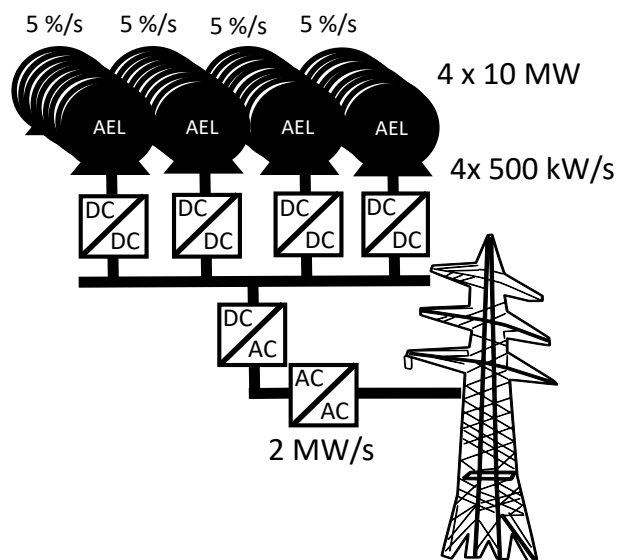 5 %/s 5 %/s 5 %/s 5 %/s
4 x 10 MW
AEL AEL AEL AEL
4x 500 kW/s
DC DC DC DC
DC DC DC DC
DC
AC
AC
AC
2 MW/s